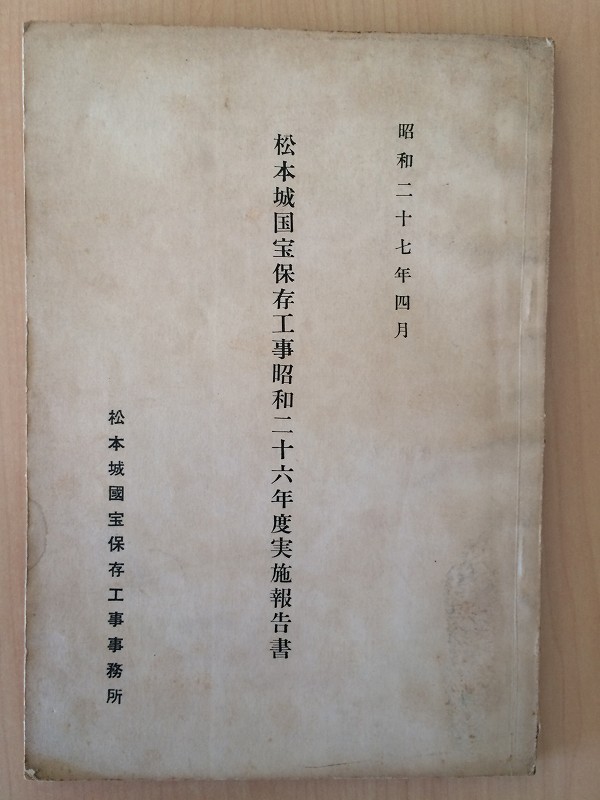 昭和二十七年四月
松本城国宝保存工事昭和二十六年度実施報告書
松本城國宝保存工事事務所